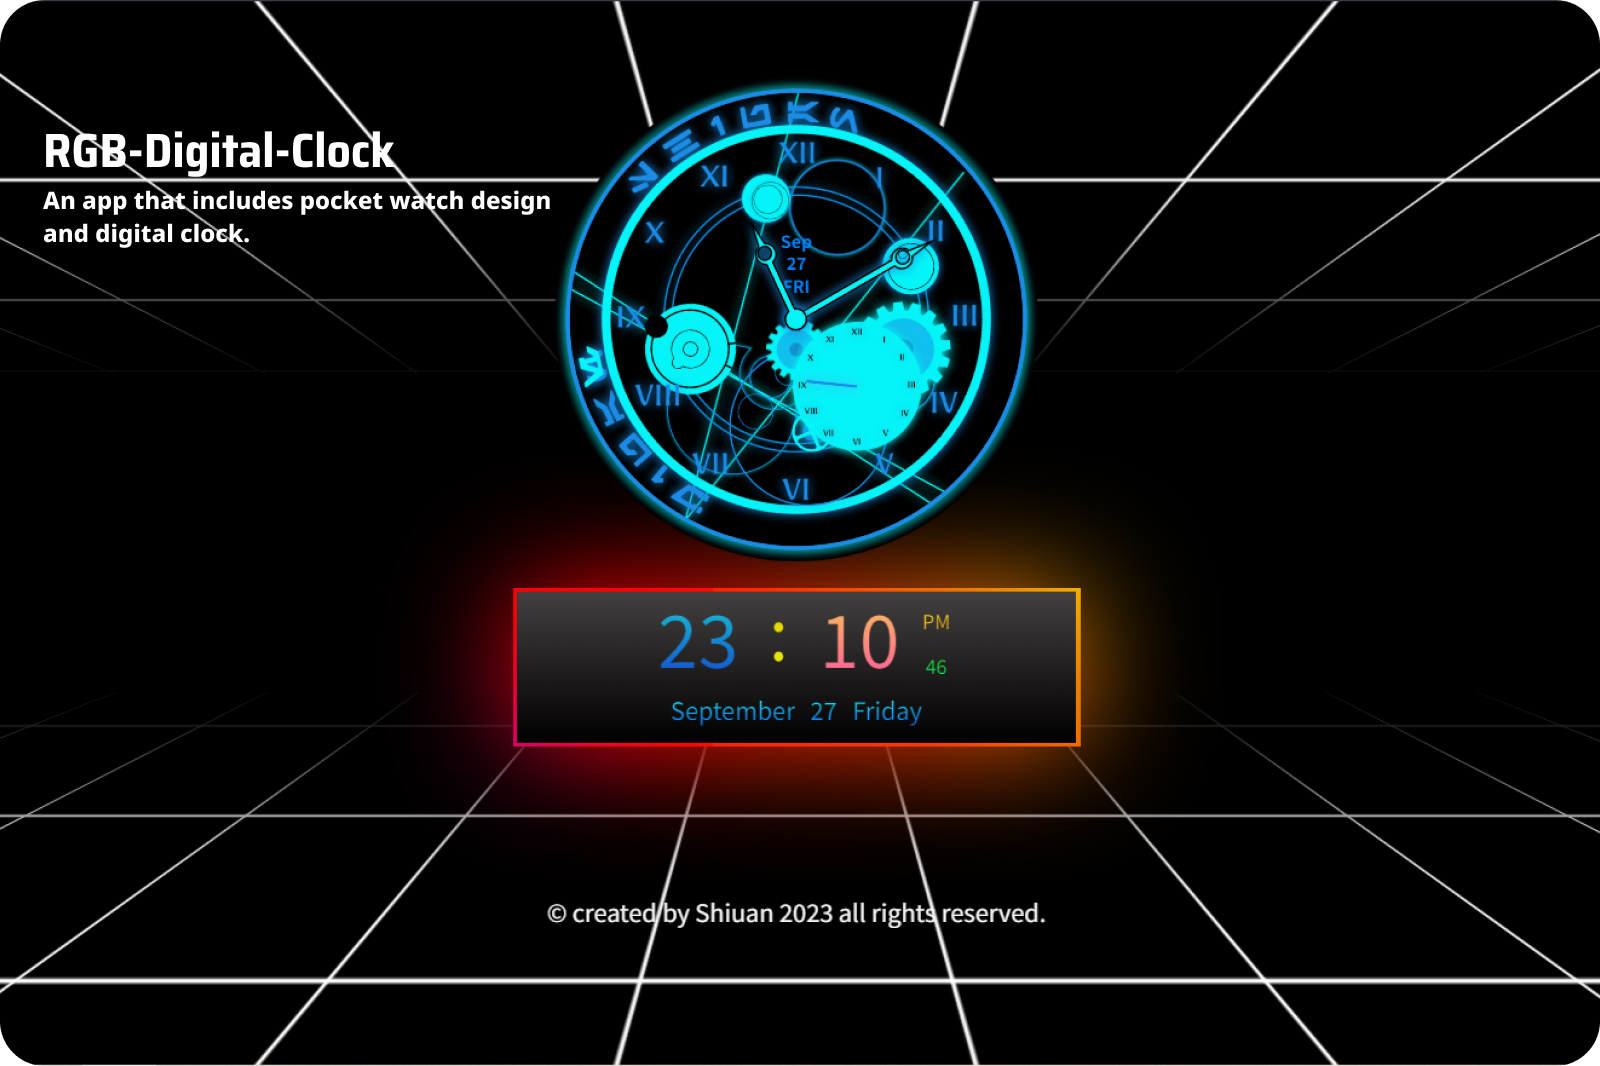 RGB-Digital-Clock
An app that includes pocket watch design
and digital clock.
XII
I
II
III
IV
V
VI
VII
VIII
IX
X
XI
Sep
27
FRI
XII
I
II
III
IV
V
VI
VII
VIII
IX
X
XI
23 : 10 PM
46
September 27 Friday
© created by Shiuan 2023 all rights reserved.